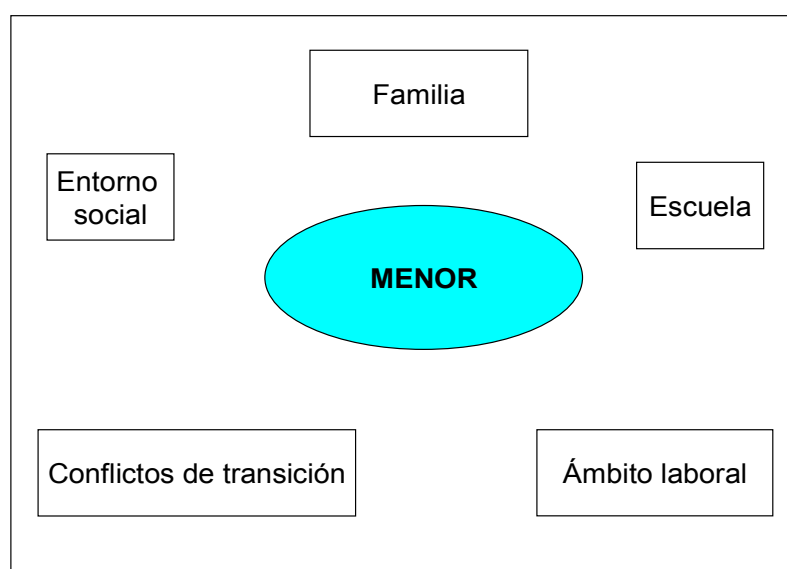 Familia
Entorno
social
Escuela
MENOR
Conflictos de transición
Ámbito laboral